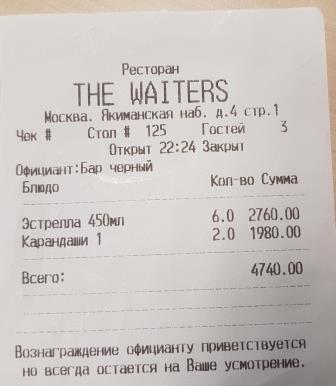 Ресторан
THE WAITERS
Москва. Якиманская наб. д.4 стр.1
Чек # Стол # 125 Гостей 3
Открыт 22:24 Закрыт
Официант:Бар черный
Блюдо Кол-во Сумма
Эстрелла 450мл 6.0 2760.00
Карандаши 1 2.0 1980.00
Всего: 4740.00
Вознаграждение официанту приветствуется
но всегда остается на Ваше усмотрение.